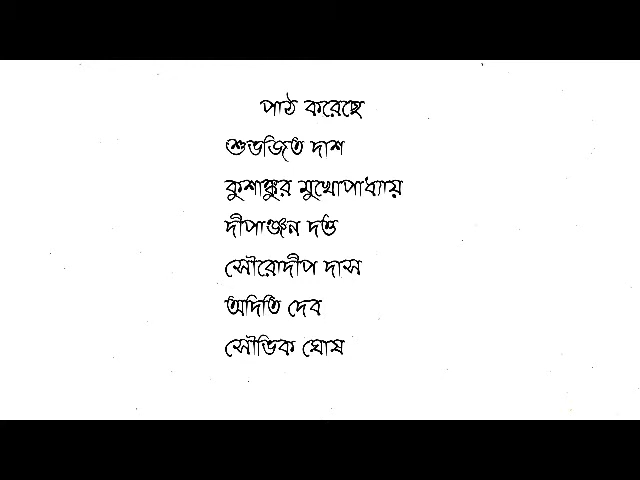 পাঠ করেছে
শুভজিত দাশ
কুশাঙ্কুর মুখোপাধ্যায়
দীপাঞ্জন দত্ত
সৌরোদীপ দাস
অদিতি দেব
সৌভিক ঘোষ